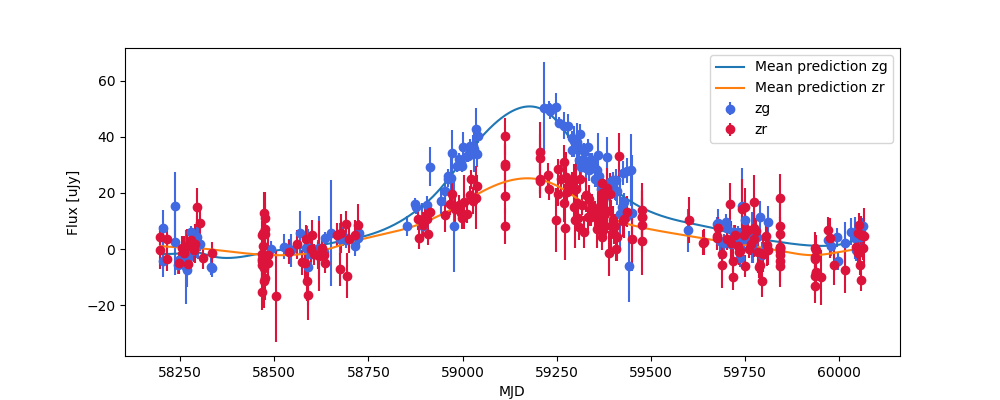 Mean prediction zg
Mean prediction zr
zg
zr
Flux [uJy]
60
40
20
0
−20
58250 58500 58750 59000 59250 59500 59750 60000
MJD